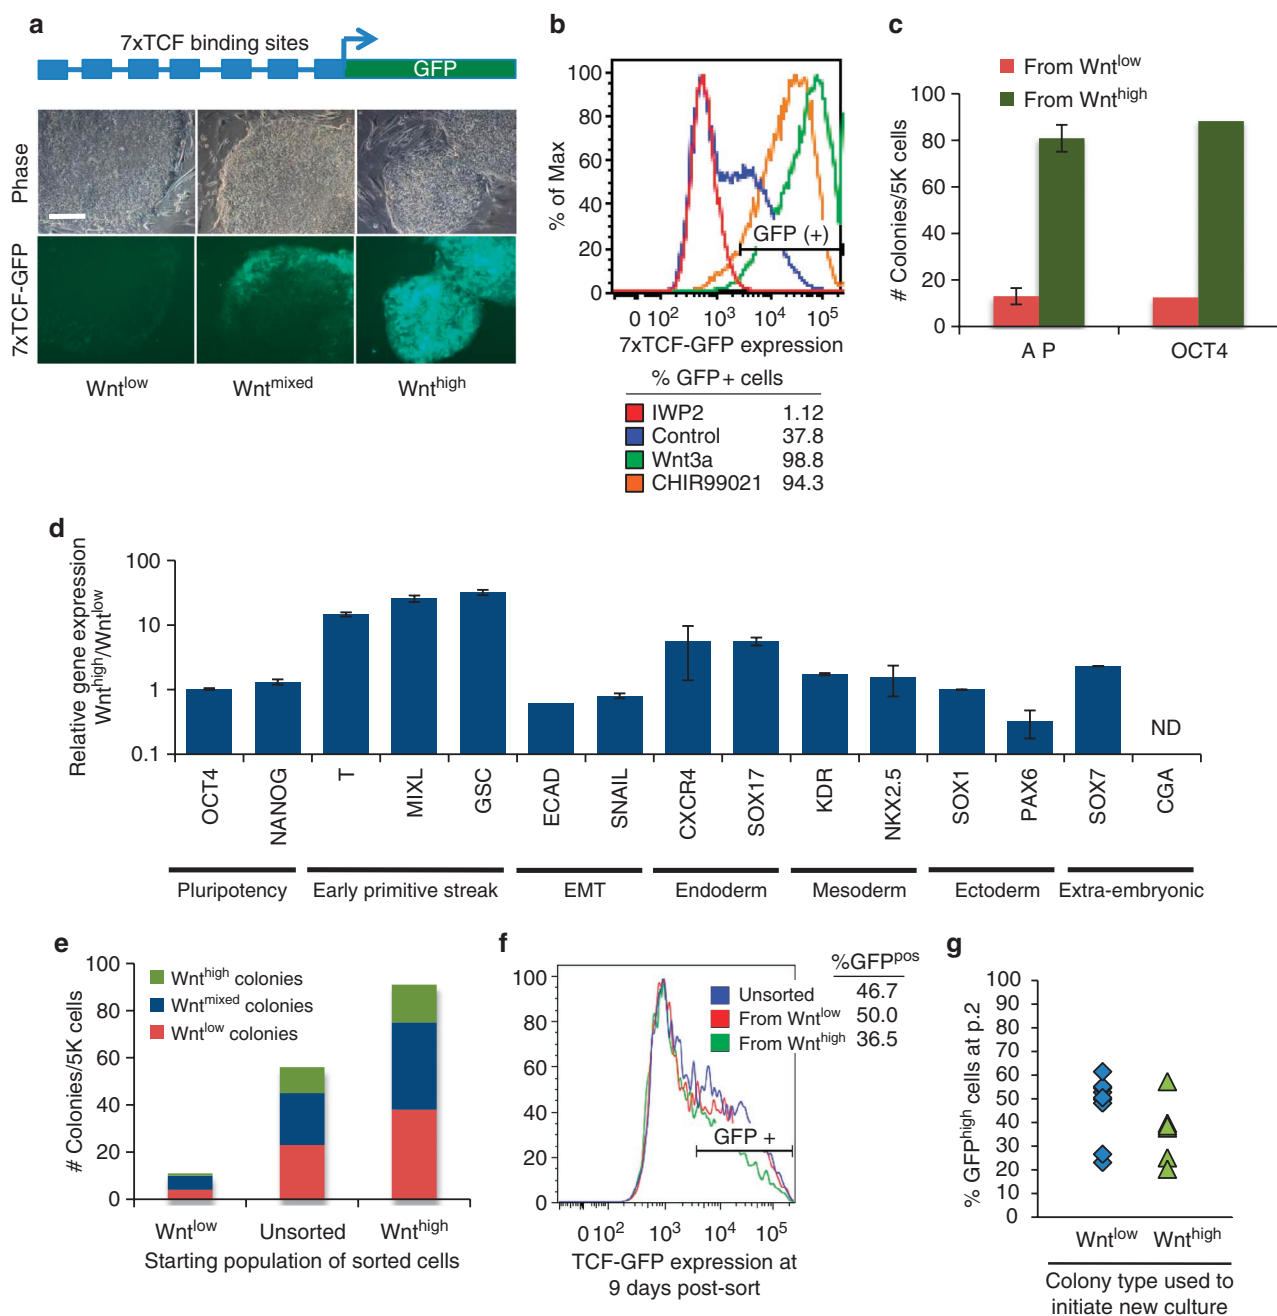 a
7xTCF binding sites
GFP
Phase
7xTCF-GFP
Wntlow
Wntmixed
Wnthigh
b
% of Max
100
80
60
40
20
0
GFP (+)
0 10² 10³ 10⁴ 10⁵
7xTCF-GFP expression
% GFP+ cells
IWP2 1.12
Control 37.8
Wnt3a 98.8
CHIR99021 94.3
c
From Wntlow
From Wnthigh
# Colonies/5K cells
100
80
60
40
20
0
A P
OCT4
d
Relative gene expression
Wnthigh/Wntlow
100
10
1
0.1
ND
OCT4
NANOG
T
MIXL
GSC
ECAD
SNAIL
CXCR4
SOX17
KDR
NKX2.5
SOX1
PAX6
SOX7
CGA
Pluripotency
Early primitive streak
EMT
Endoderm
Mesoderm
Ectoderm
Extra-embryonic
e
# Colonies/5K cells
100
80
60
40
20
0
Wnthigh colonies
Wntmixed colonies
Wntlow colonies
Wntlow
Unsorted
Wnthigh
Starting population of sorted cells
f
100
80
60
40
20
0
%GFPpos
Unsorted 46.7
From Wntlow 50.0
From Wnthigh 36.5
GFP +
0 10² 10³ 10⁴ 10⁵
TCF-GFP expression at
9 days post-sort
g
% GFPhigh cells at p.2
100
90
80
70
60
50
40
30
20
10
0
Wntlow
Wnthigh
Colony type used to
initiate new culture